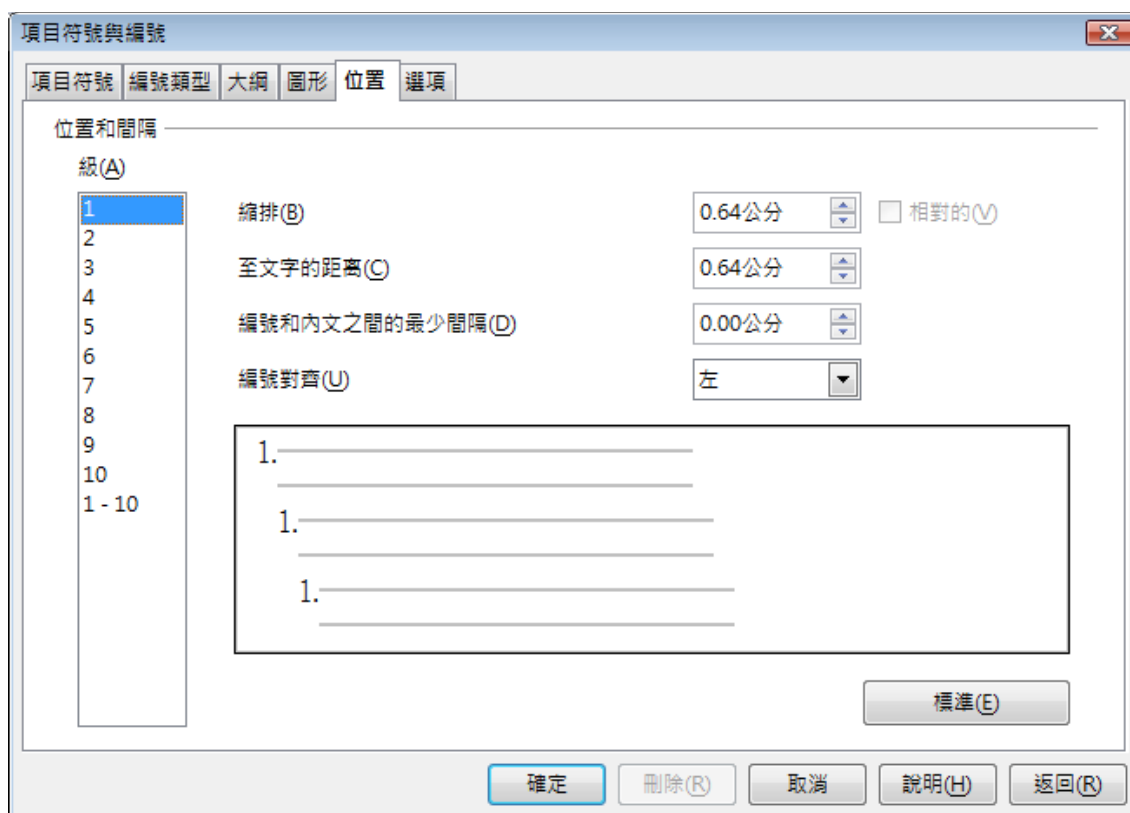 項目符號與編號
項目符號 編號類型 大綱 圖形 位置 選項
位置和間隔
級(A)
1
2
3
4
5
6
7
8
9
10
1 - 10
縮排(B) 0.64公分 相對的(V)
至文字的距离(C) 0.64公分
編號和內文之間的最少間隔(D) 0.00公分
編號對齊(U) 左
1.
1.
1.
標準(E)
確定 刪除(R) 取消 說明(H) 返回(R)